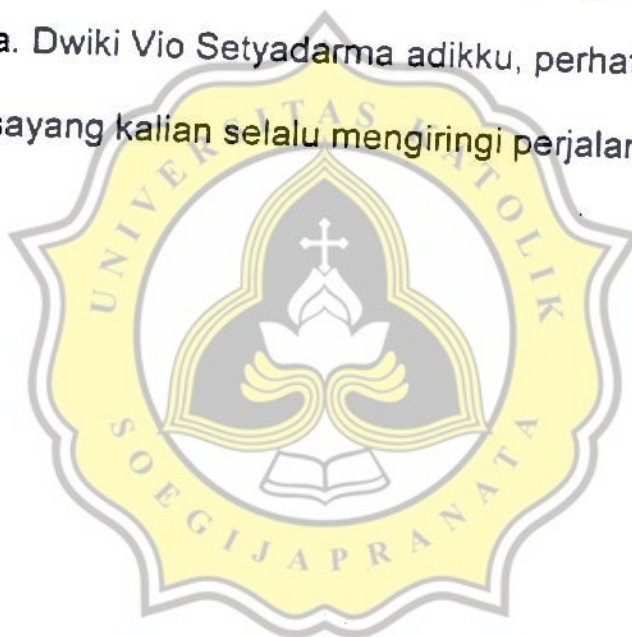 a. Dwiki Vio Setyadarma adikku, perhat
sayang kalian selalu mengiringi perjalan
UNIVERSITAS KATOLIK
SOEGIJAPRANATA